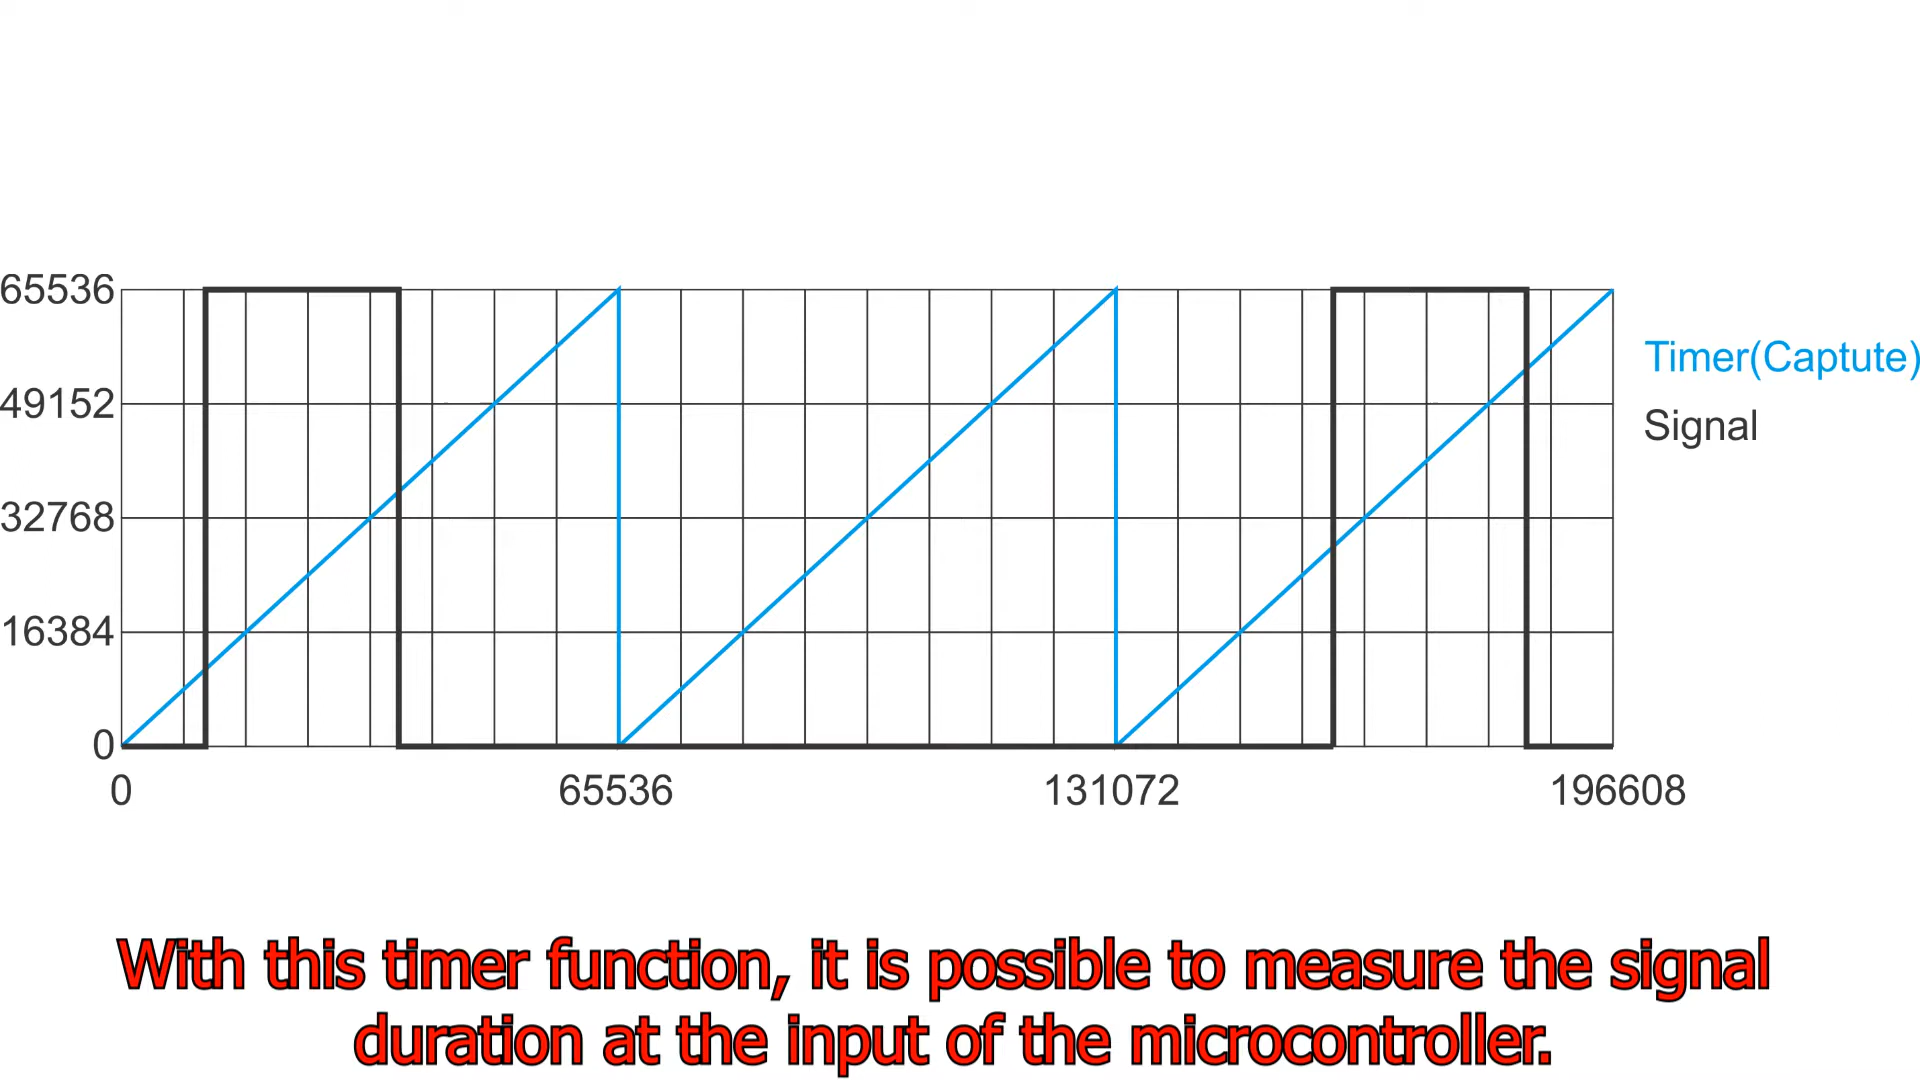 65536
49152
32768
16384
0
0 65536 131072 196608
Timer(Captute)
Signal
With this timer function, it is possible to measure the signal
duration at the input of the microcontroller.